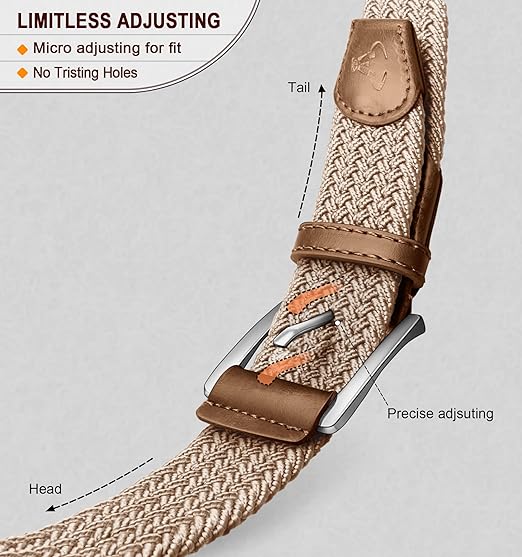 LIMITLESS ADJUSTING
Micro adjusting for fit
No Tristing Holes
Tail
Precise adjsuting
Head